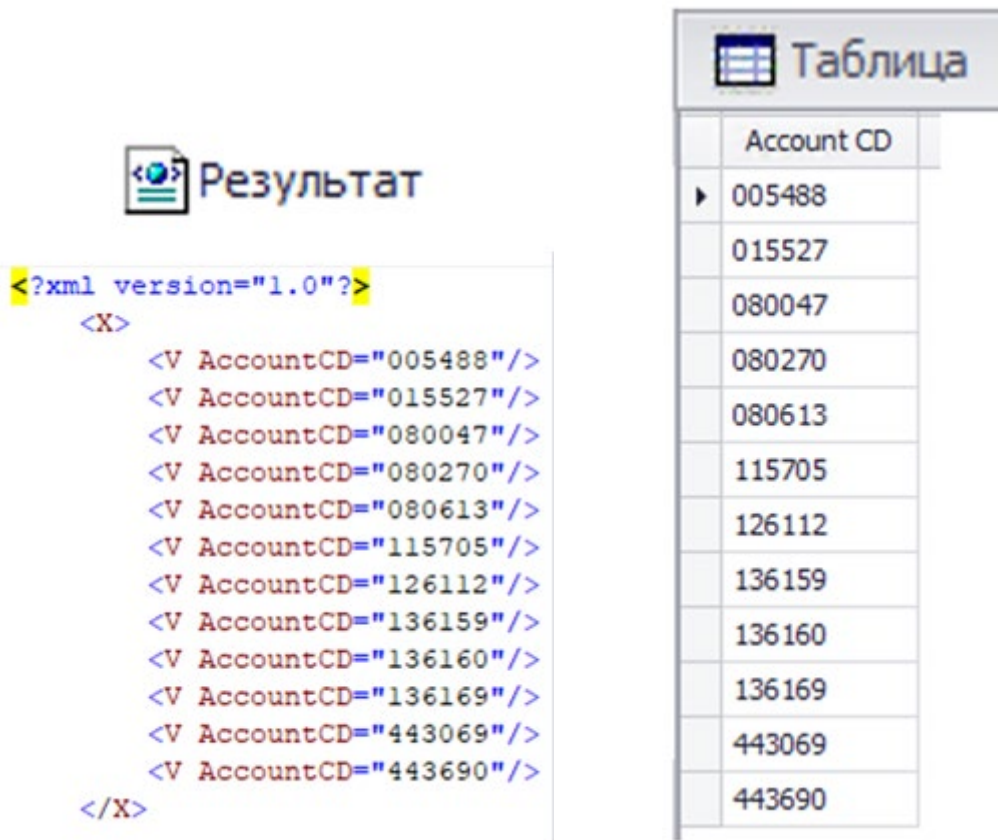 Результат
<?xml version="1.0"?>
<X>
<V AccountCD="005488"/>
<V AccountCD="015527"/>
<V AccountCD="080047"/>
<V AccountCD="080270"/>
<V AccountCD="080613"/>
<V AccountCD="115705"/>
<V AccountCD="126112"/>
<V AccountCD="136159"/>
<V AccountCD="136160"/>
<V AccountCD="136169"/>
<V AccountCD="443069"/>
<V AccountCD="443690"/>
</X>
Таблица
Account CD
005488
015527
080047
080270
080613
115705
126112
136159
136160
136169
443069
443690